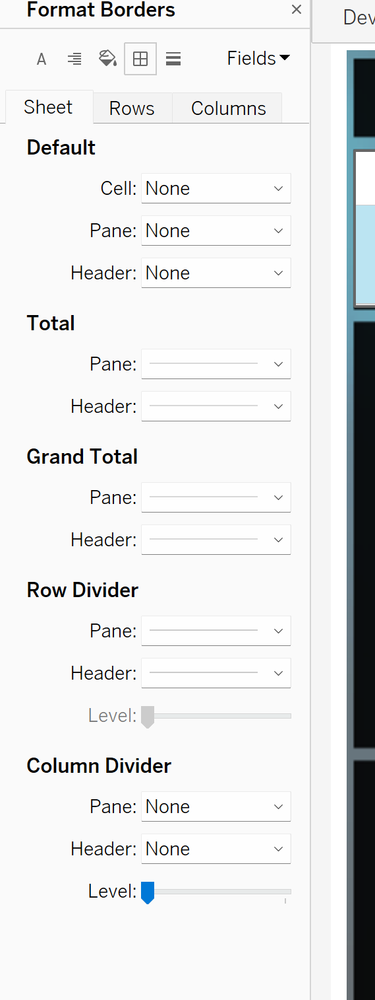 Format Borders
Dev
A
Fields
Sheet Rows Columns
Default
Cell: None
Pane: None
Header: None
Total
Pane:
Header:
Grand Total
Pane:
Header:
Row Divider
Pane:
Header:
Level:
Column Divider
Pane: None
Header: None
Level: